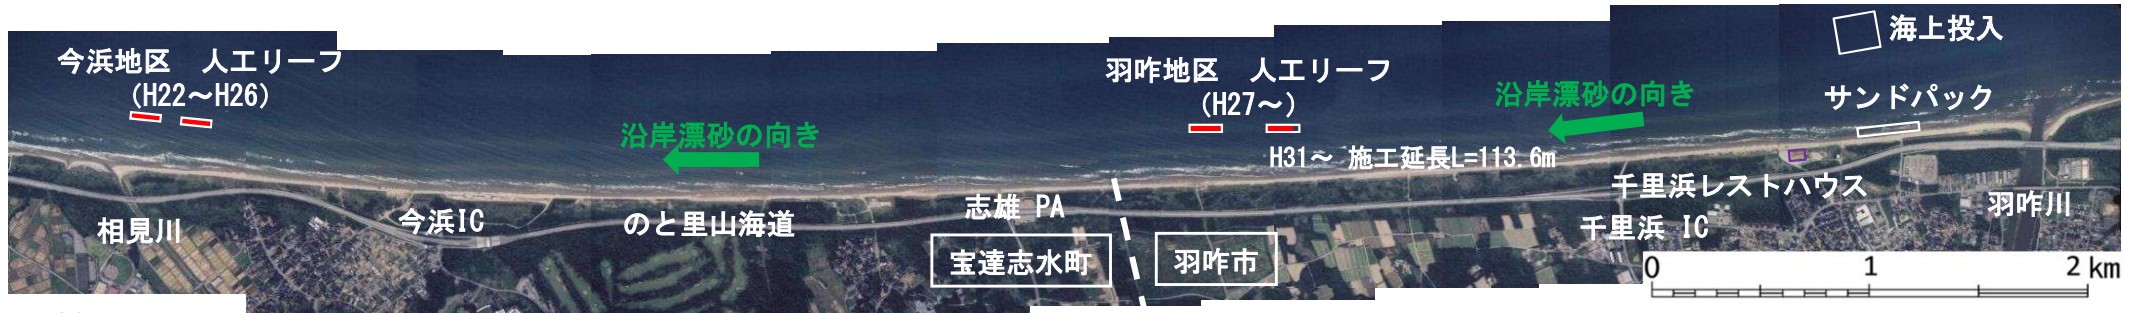 今浜地区 人工リーフ
(H22～H26)
沿岸漂砂の向き
羽咋地区 人工リーフ
(H27～)
H31～ 施工延長L=113.6m
沿岸漂砂の向き
海上投入
サンドパック
相見川
今浜IC
のと里山海道
志雄 PA
宝達志水町
羽咋市
千里浜レストハウス
千里浜 IC
羽咋川
0 1 2 km